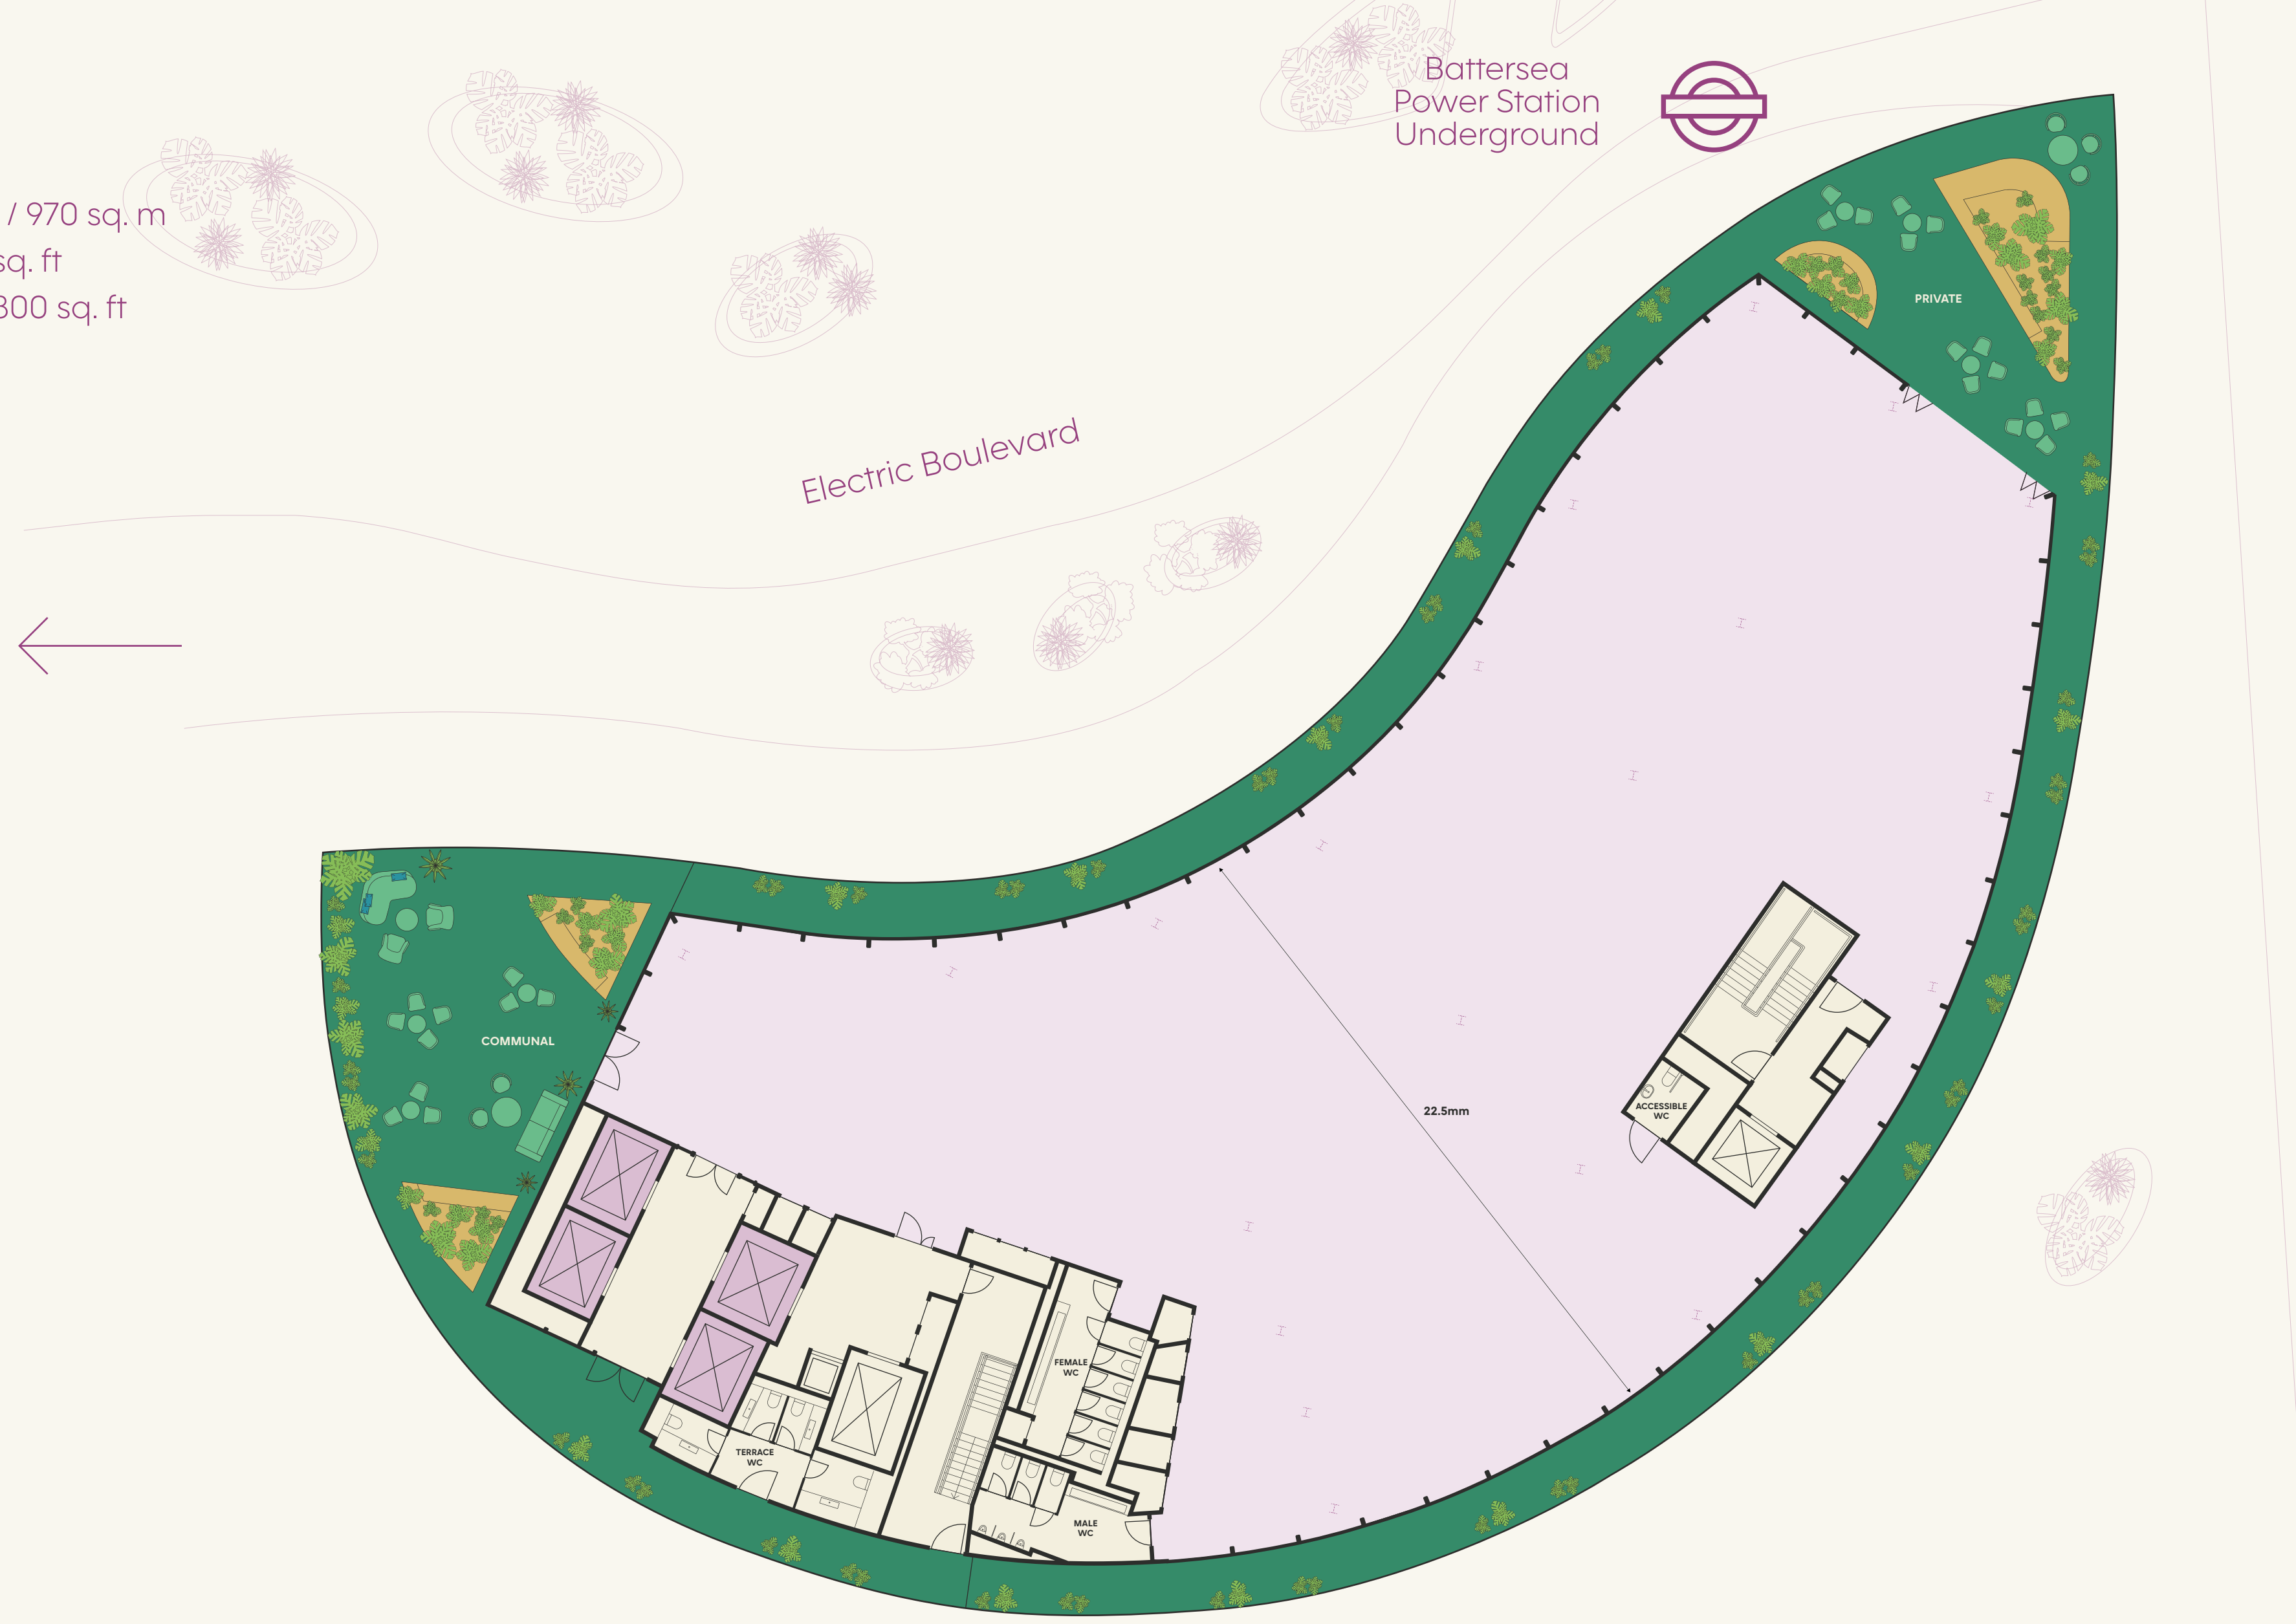 Battersea
Power Station
Underground
/ 970 sq. m
sq. ft
800 sq. ft
PRIVATE
Electric Boulevard
COMMUNAL
22.5mm
ACCESSIBLE
WC
FEMALE
WC
TERRACE
WC
MALE
WC